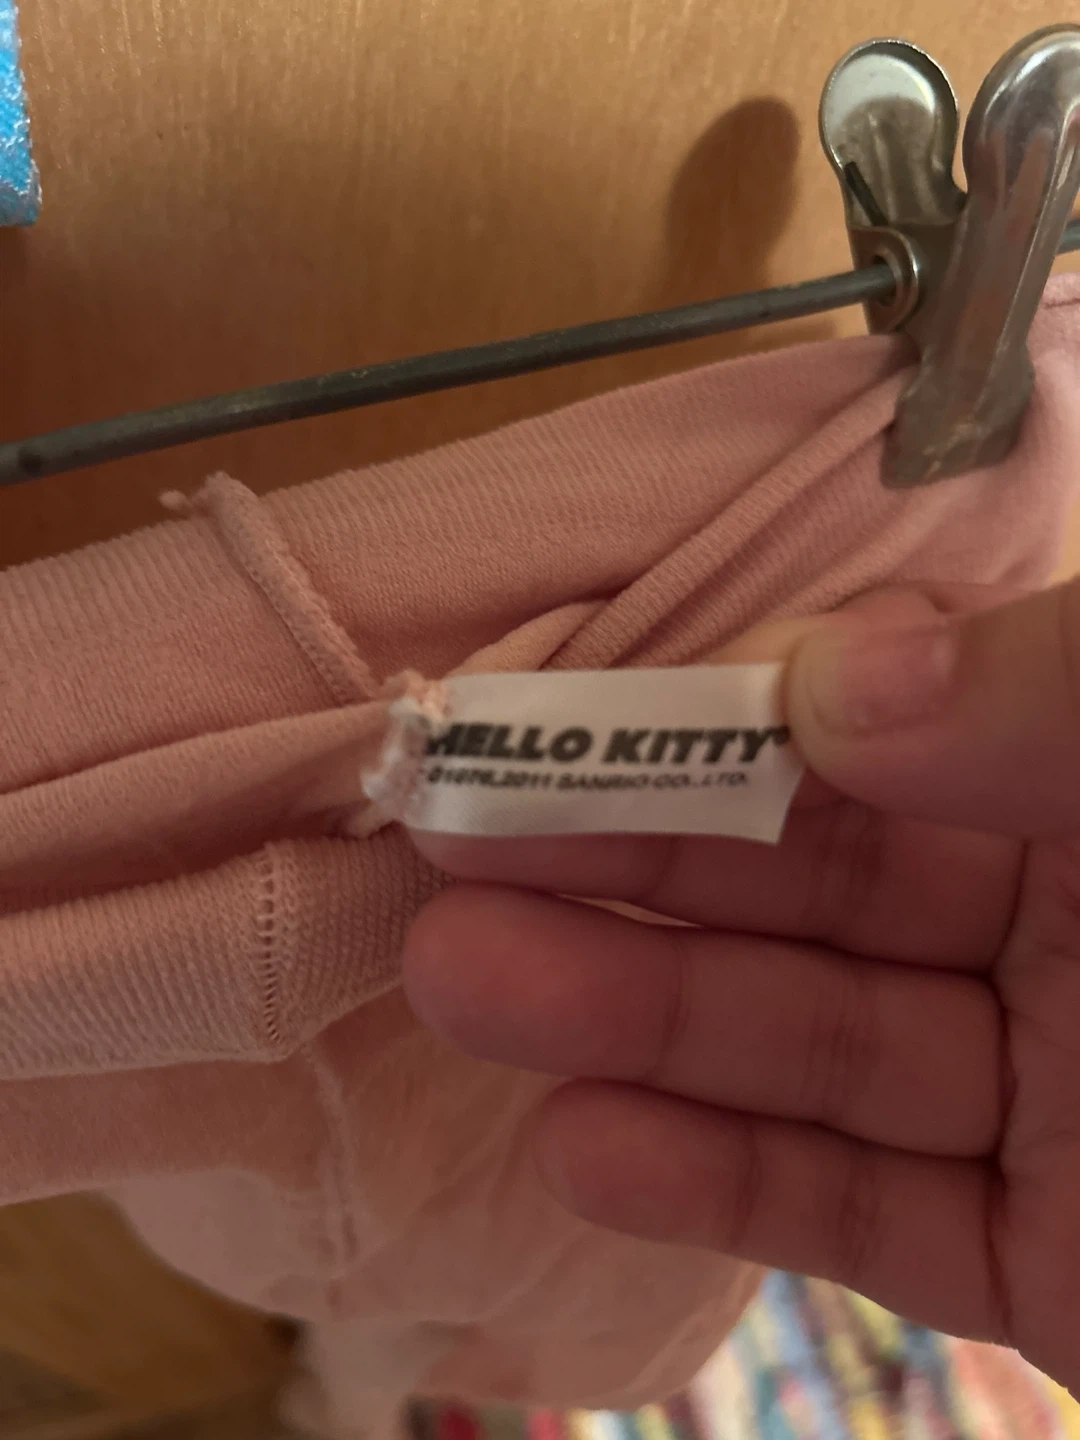 HELLO KITTY®
©1976,2011 SANRIO CO.,LTD.